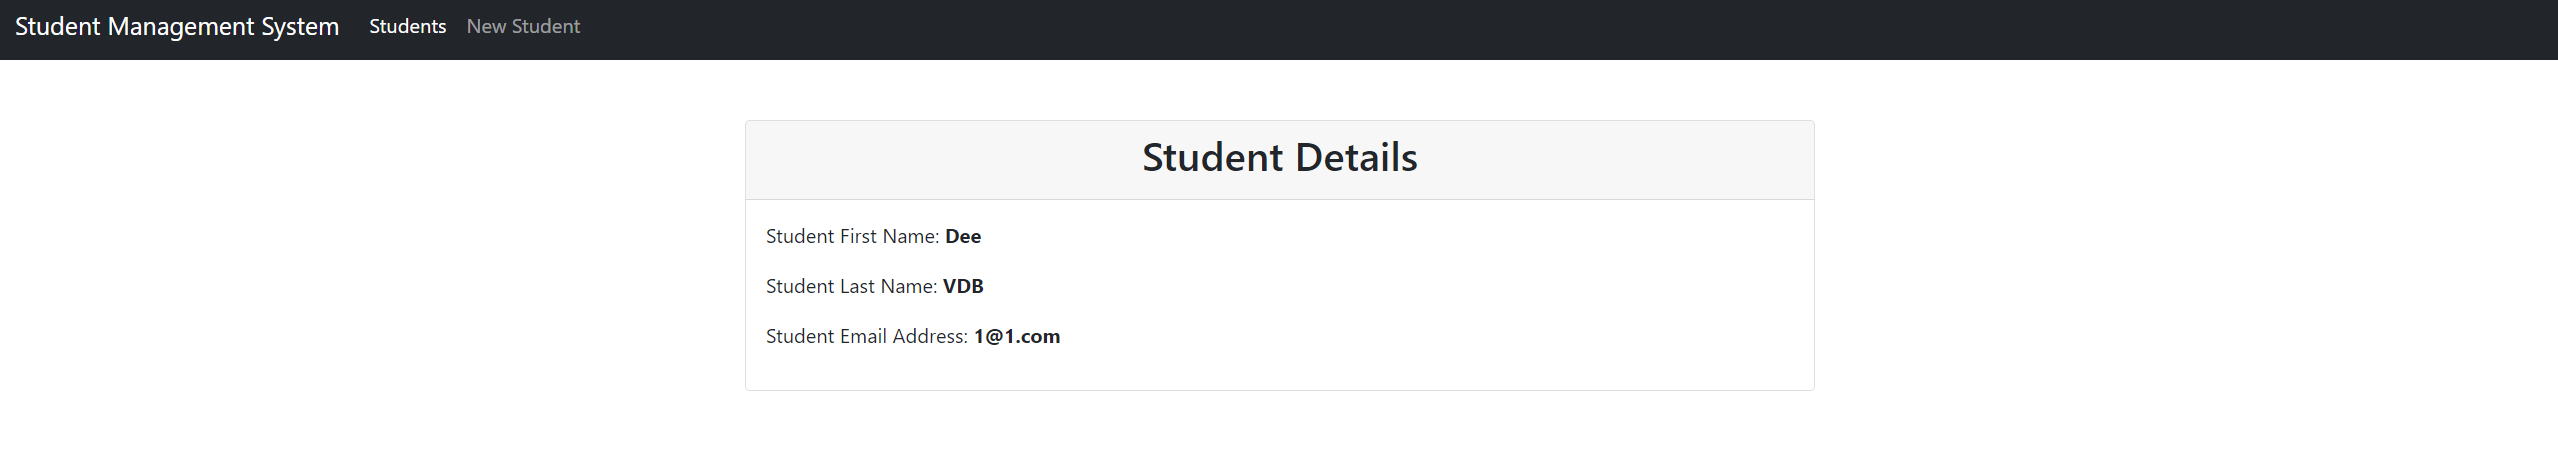 Student Management System Students New Student
Student Details
Student First Name: Dee
Student Last Name: VDB
Student Email Address: 1@1.com